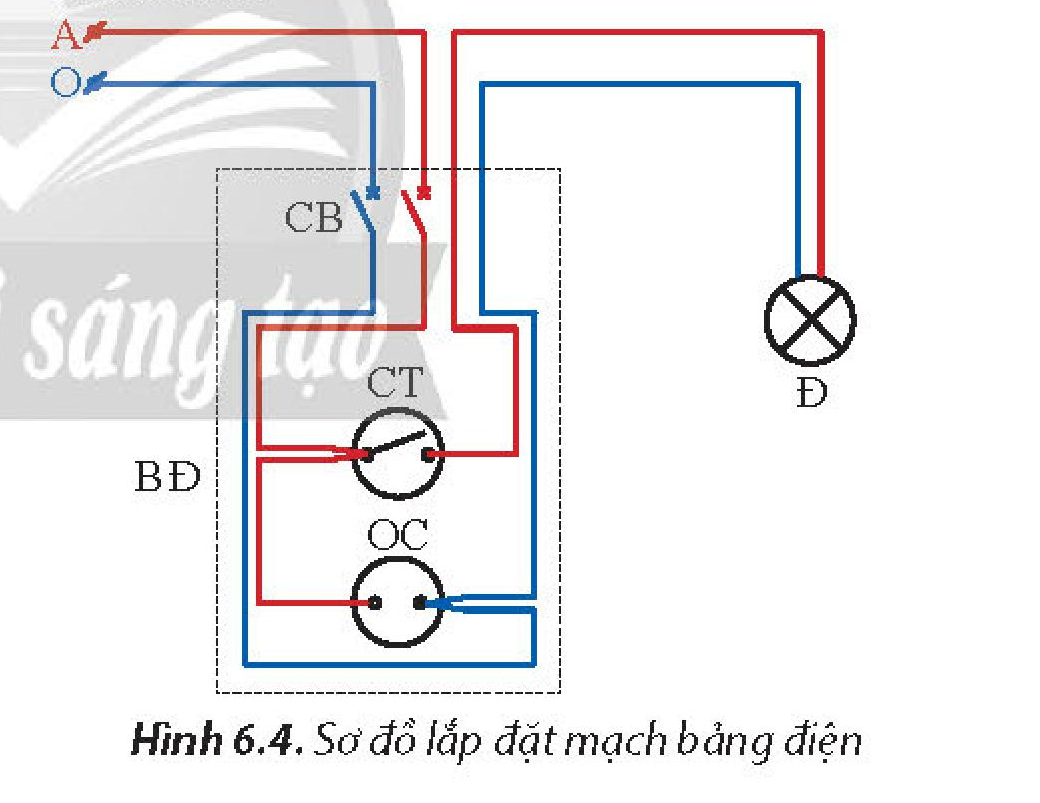 A
O
CB
sáng tạo
CT
Đ
BĐ
OC
Hình 6.4. Sơ đồ lắp đặt mạch bảng điện